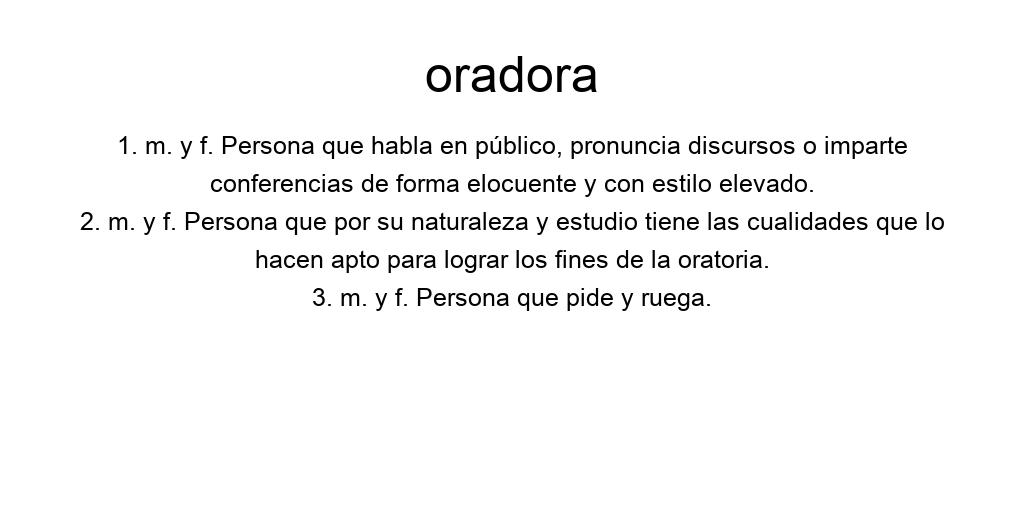 oradora
1. m. y f. Persona que habla en público, pronuncia discursos o imparte
conferencias de forma elocuente y con estilo elevado.
2. m. y f. Persona que por su naturaleza y estudio tiene las cualidades que lo
hacen apto para lograr los fines de la oratoria.
3. m. y f. Persona que pide y ruega.